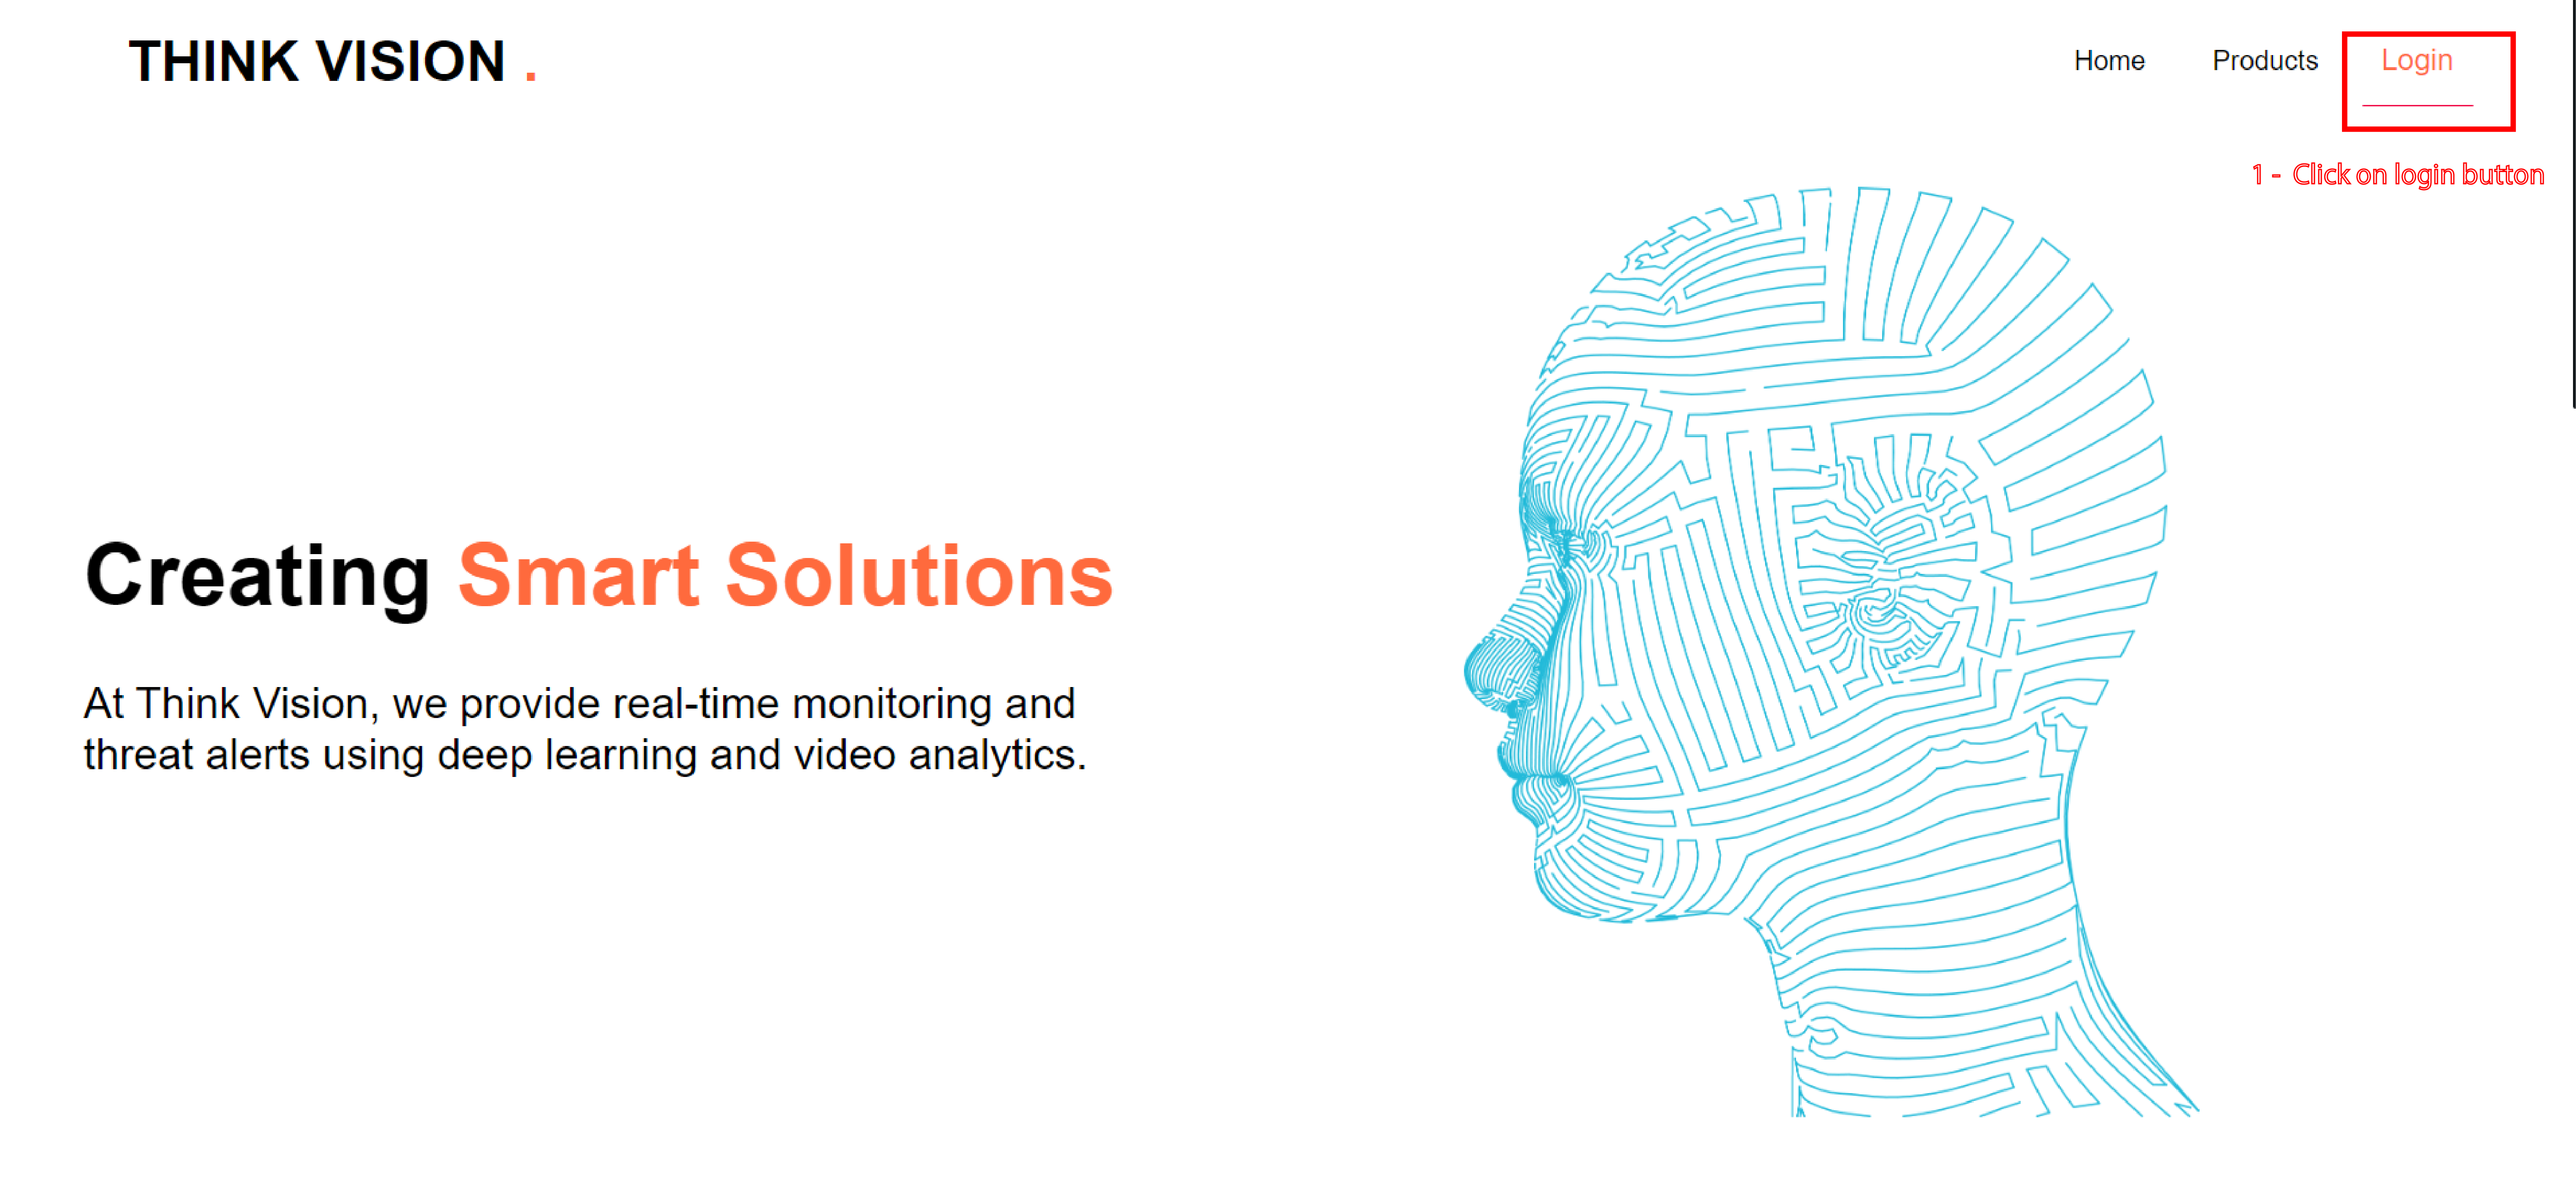 THINK VISION .
Home Products Login
1 - Click on login button
Creating Smart Solutions
At Think Vision, we provide real-time monitoring and
threat alerts using deep learning and video analytics.